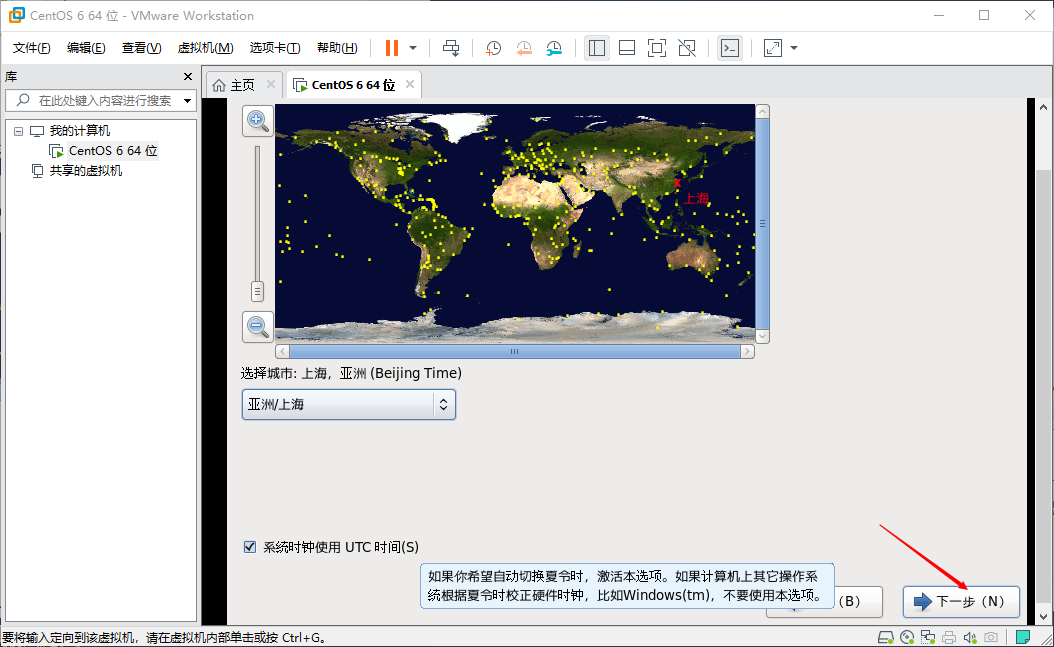 CentOS 6 64 位 - VMware Workstation
文件(F) 编辑(E) 查看(V) 虚拟机(M) 选项卡(T) 帮助(H)
库
主页
CentOS 6 64 位
在此处键入内容进行搜索
我的计算机
CentOS 6 64 位
共享的虚拟机
上海
选择城市: 上海, 亚洲 (Beijing Time)
亚洲/上海
系统时钟使用 UTC 时间(S)
如果你希望自动切换夏令时，激活本选项。如果计算机上其它操作系
统根据夏令时校正硬件时钟，比如Windows(tm)，不要使用本选项。
(B)
下一步 (N)
要将输入定向到该虚拟机，请在虚拟机内部单击或按 Ctrl+G。